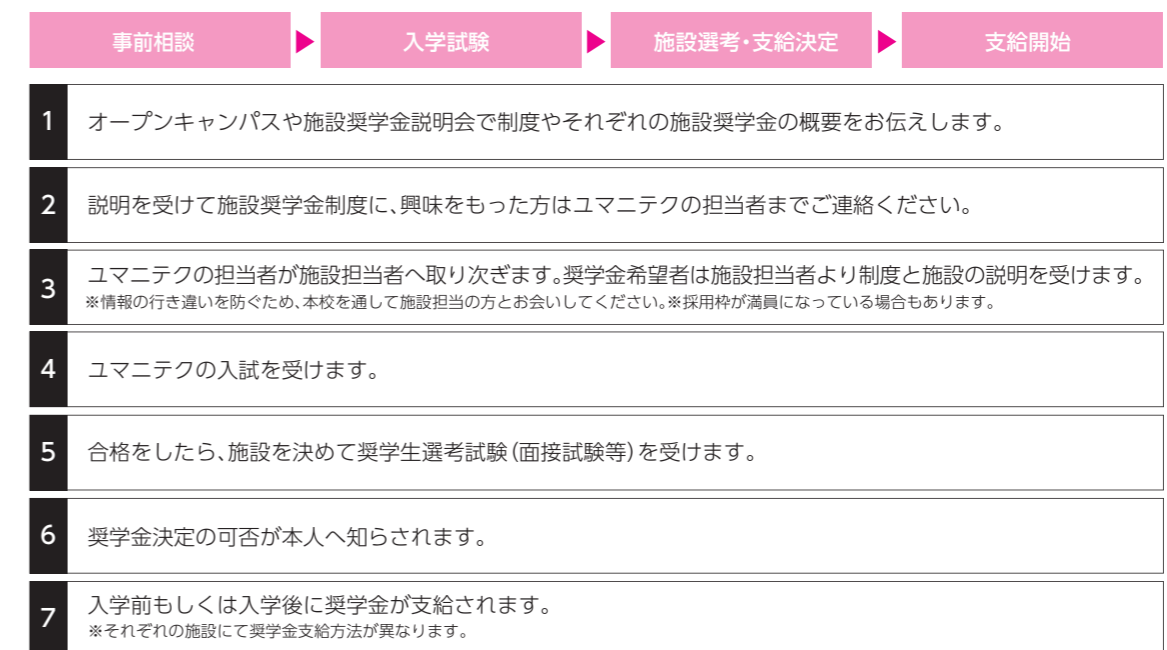 事前相談 ▶ 入学試験 ▶ 施設選考・支給決定 ▶ 支給開始
1 オープンキャンパスや施設奨学金説明会で制度やそれぞれの施設奨学金の概要をお伝えします。
2 説明を受けて施設奨学金制度に、興味をもった方はユマニテクの担当者までご連絡ください。
3 ユマニテクの担当者が施設担当者へ取り次ぎます。奨学金希望者は施設担当者より制度と施設の説明を受けます。
※情報の行き違いを防ぐため、本校を通して施設担当の方とお会いしてください。※採用枠が満員になっている場合もあります。
4 ユマニテクの入試を受けます。
5 合格をしたら、施設を決めて奨学生選考試験(面接試験等)を受けます。
6 奨学金決定の可否が本人へ知らされます。
7 入学前もしくは入学後に奨学金が支給されます。
※それぞれの施設にて奨学金支給方法が異なります。